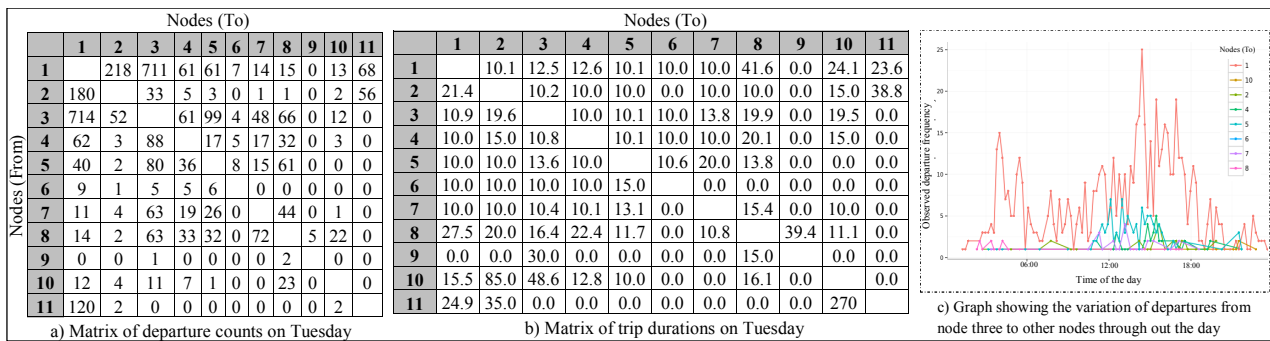 Nodes (To)
1 2 3 4 5 6 7 8 9 10 11
1 218 711 61 61 7 14 15 0 13 68
2 180 33 5 3 0 1 1 0 2 56
3 714 52 61 99 4 48 66 0 12 0
4 62 3 88 17 5 17 32 0 3 0
5 40 2 80 36 8 15 61 0 0 0
6 9 1 5 5 6 0 0 0 0 0
7 11 4 63 19 26 0 44 0 1 0
8 14 2 63 33 32 0 72 5 22 0
9 0 0 1 0 0 0 0 2 0 0
10 12 4 11 7 1 0 0 23 0 0
11 120 2 0 0 0 0 0 0 0 2
Nodes (From)
a) Matrix of departure counts on Tuesday
Nodes (To)
1 2 3 4 5 6 7 8 9 10 11
1 10.1 12.5 12.6 10.1 10.0 10.0 41.6 0.0 24.1 23.6
2 21.4 10.2 10.0 10.0 0.0 10.0 10.0 0.0 15.0 38.8
3 10.9 19.6 10.0 10.1 10.0 13.8 19.9 0.0 19.5 0.0
4 10.0 15.0 10.8 10.1 10.0 10.0 20.1 0.0 15.0 0.0
5 10.0 10.0 13.6 10.0 10.6 20.0 13.8 0.0 0.0 0.0
6 10.0 10.0 10.0 10.0 15.0 0.0 0.0 0.0 0.0 0.0
7 10.0 10.0 10.4 10.1 13.1 0.0 15.4 0.0 10.0 0.0
8 27.5 20.0 16.4 22.4 11.7 0.0 10.8 39.4 11.1 0.0
9 0.0 0.0 30.0 0.0 0.0 0.0 0.0 15.0 0.0 0.0
10 15.5 85.0 48.6 12.8 10.0 0.0 0.0 16.1 0.0 0.0
11 24.9 35.0 0.0 0.0 0.0 0.0 0.0 0.0 0.0 270
b) Matrix of trip durations on Tuesday
Observed departure frequency
25
20
15
10
5
0
06:00 12:00 18:00
Time of the day
Nodes (To)
1
10
2
4
5
6
7
8
c) Graph showing the variation of departures from
node three to other nodes through out the day